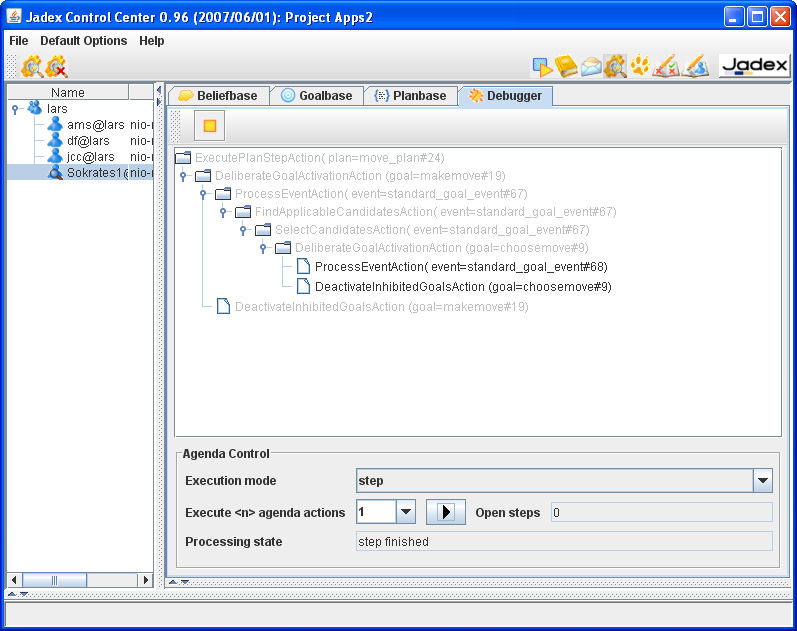 Jadex Control Center 0.96 (2007/06/01): Project Apps2
File Default Options Help
Jadex
Name
lars
ams@lars nio-r
df@lars nio-r
jcc@lars nio-r
Sokrates1@ nio-r
Beliefbase Goalbase Planbase Debugger
ExecutePlanStepAction( plan=move_plan#24)
DeliberateGoalActivationAction (goal=makemove#19)
ProcessEventAction( event=standard_goal_event#67)
FindApplicableCandidatesAction( event=standard_goal_event#67)
SelectCandidatesAction( event=standard_goal_event#67)
DeliberateGoalActivationAction (goal=choosemove#9)
ProcessEventAction( event=standard_goal_event#68)
DeactivateInhibitedGoalsAction (goal=choosemove#9)
DeactivateInhibitedGoalsAction (goal=makemove#19)
Agenda Control
Execution mode step
Execute <n> agenda actions 1 Open steps 0
Processing state step finished